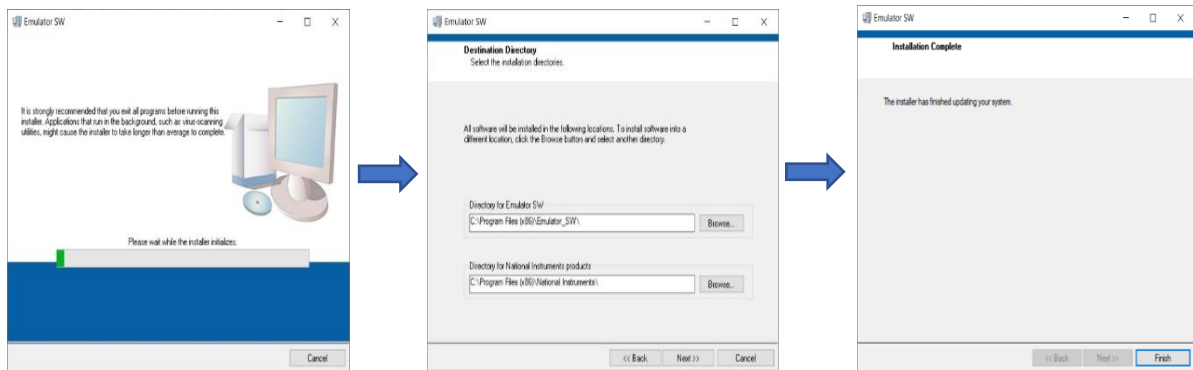 Emulator SW
It is strongly recommended that you exit all programs before running this
installer. Applications that run in the background, such as virus-scanning
utilities, might cause the installer to take longer than average to complete.
Please wait while the installer initializes.
Cancel
Emulator SW
Destination Directory
Select the installation directories.
All software will be installed in the following locations. To install software into a
different location, click the Browse button and select another directory.
Directory for Emulator SW
C:\Program Files (x86)\Emulator_SW\
Browse...
Directory for National Instruments products
C:\Program Files (x86)\National Instruments\
Browse...
<< Back Next >> Cancel
Emulator SW
Installation Complete
The installer has finished updating your system.
<< Back Next >> Finish